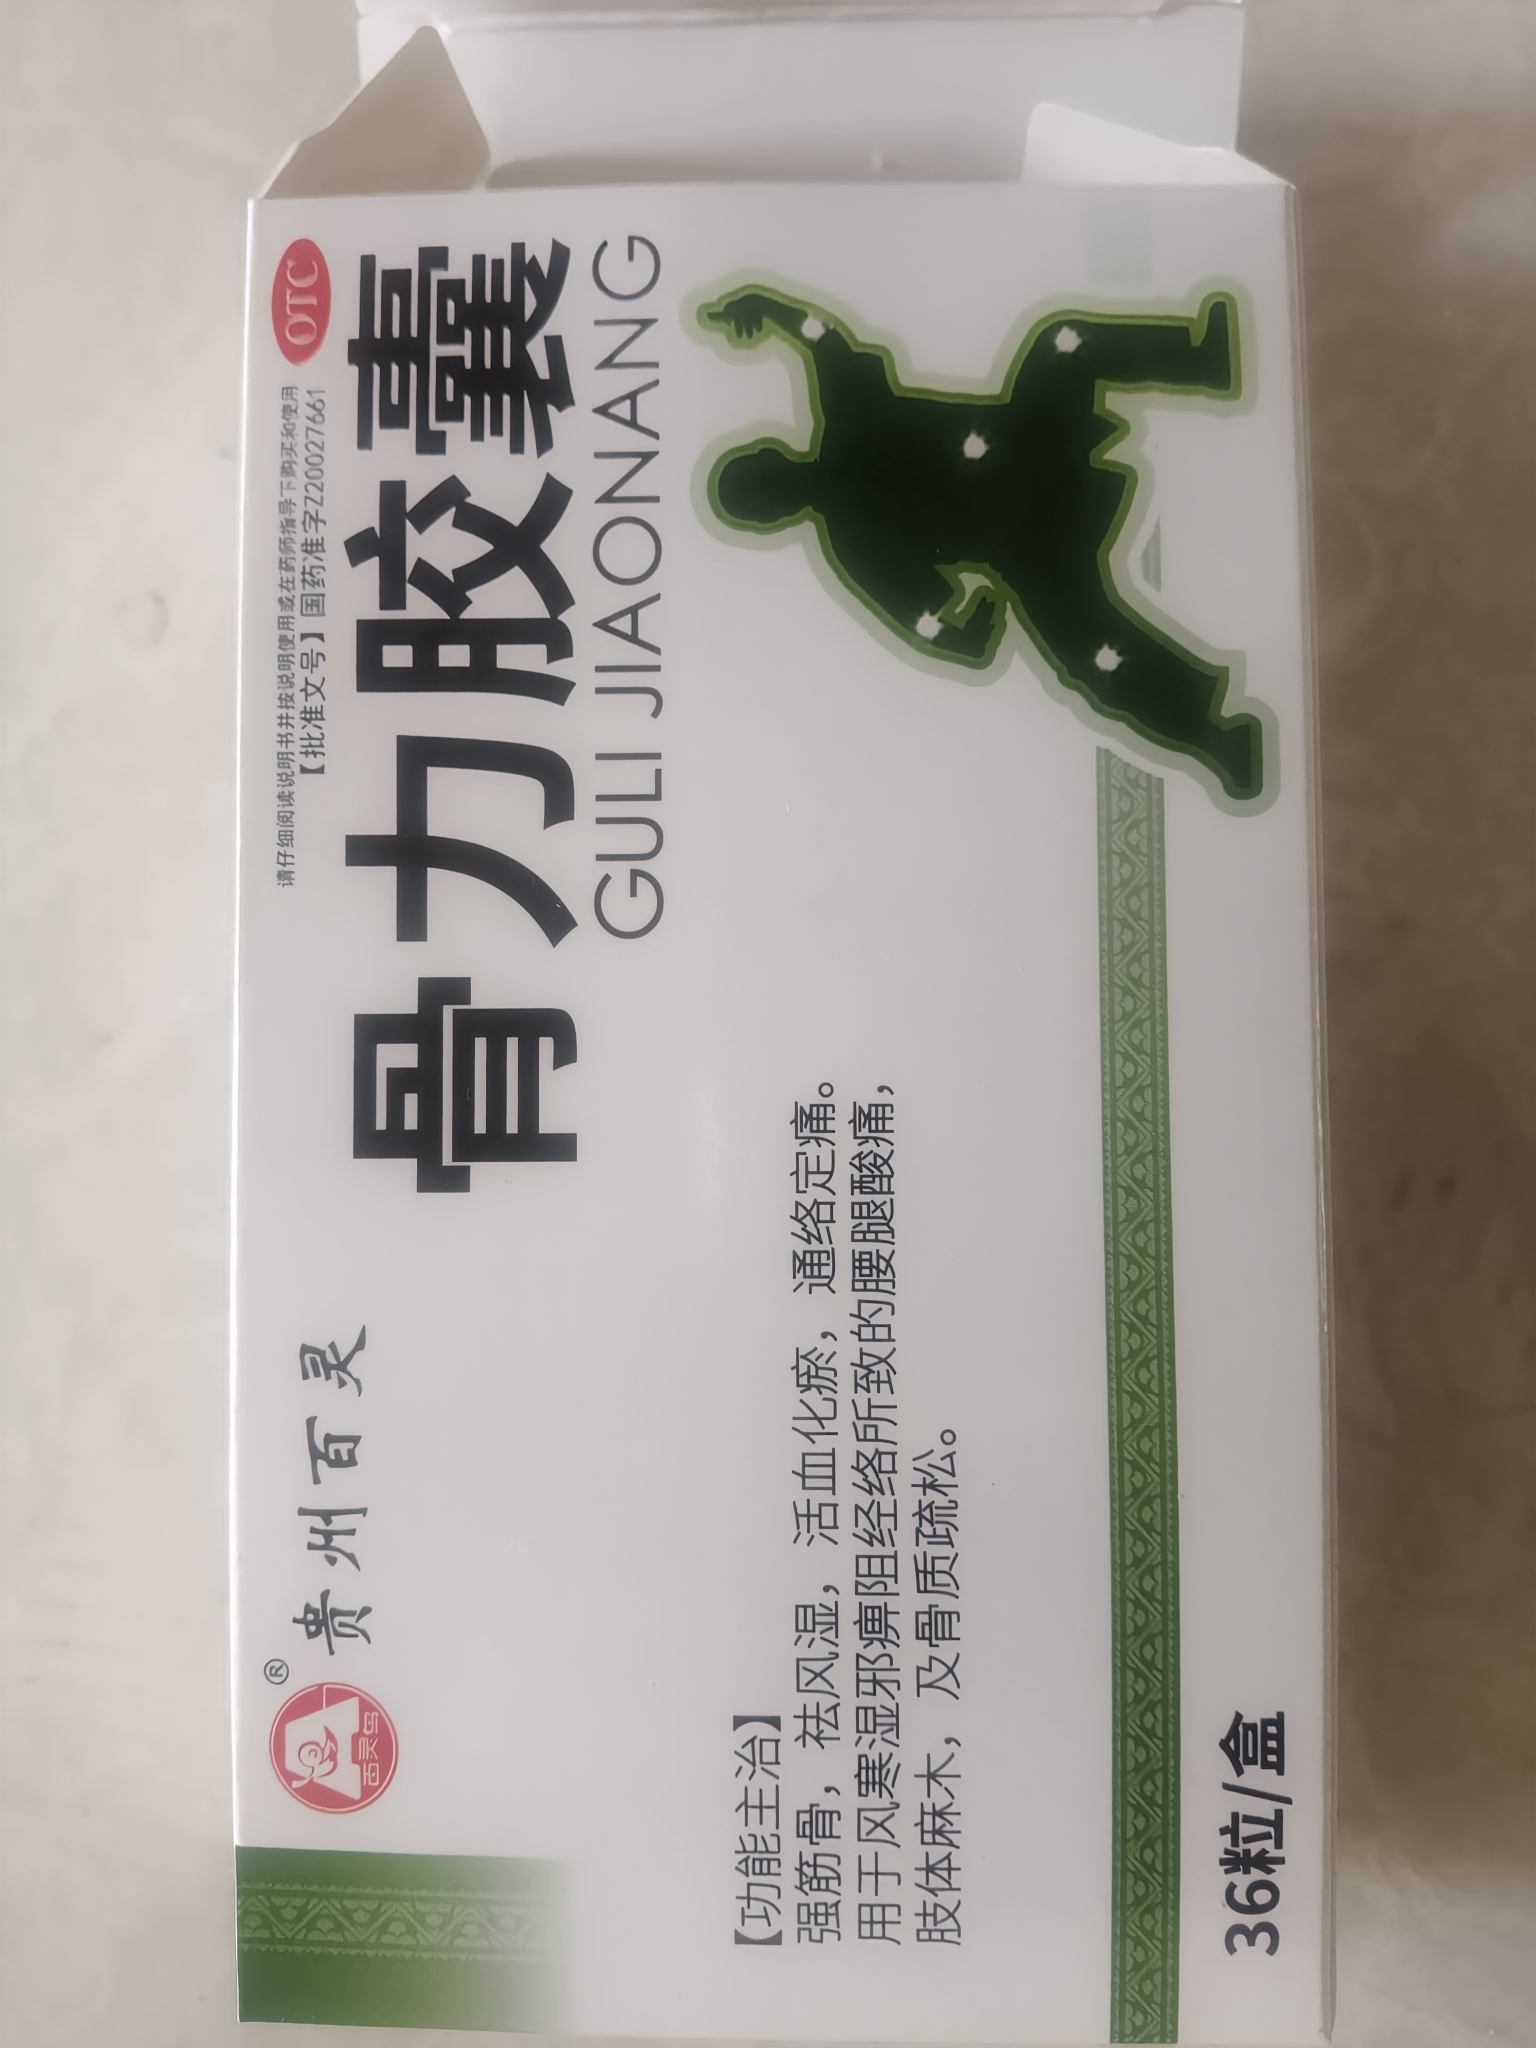 百灵鸟
®
贵州百灵
OTC
请仔细阅读说明书并按说明使用或在药师指导下购买和使用
【批准文号】国药准字Z20027661
骨力胶囊
GULI JIAONANG
【功能主治】
强筋骨，祛风湿，活血化瘀，通络定痛。
用于风寒湿邪痹阻经络所致的腰腿酸痛，
肢体麻木，及骨质疏松。
36粒/盒